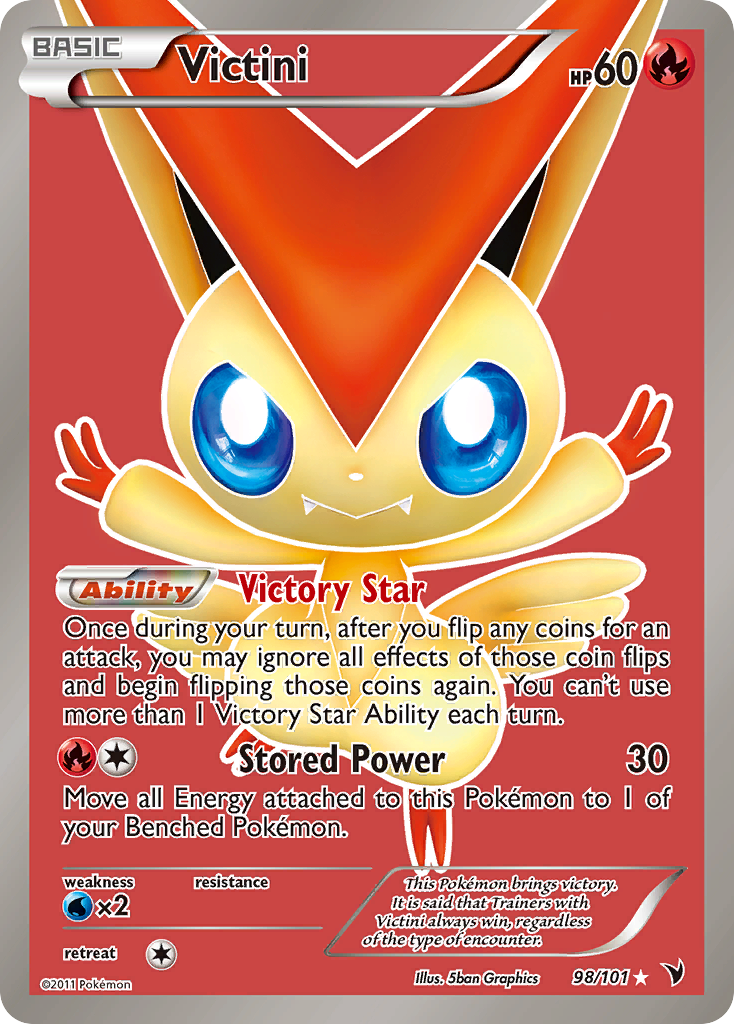 BASIC
Victini
HP60
Ability Victory Star
Once during your turn, after you flip any coins for an
attack, you may ignore all effects of those coin flips
and begin flipping those coins again. You can't use
more than 1 Victory Star Ability each turn.
Stored Power 30
Move all Energy attached to this Pokémon to 1 of
your Benched Pokémon.
weakness resistance
×2
retreat
This Pokémon brings victory.
It is said that Trainers with
Victini always win, regardless
of the type of encounter.
©2011 Pokémon
Illus. 5ban Graphics
98/101 ★